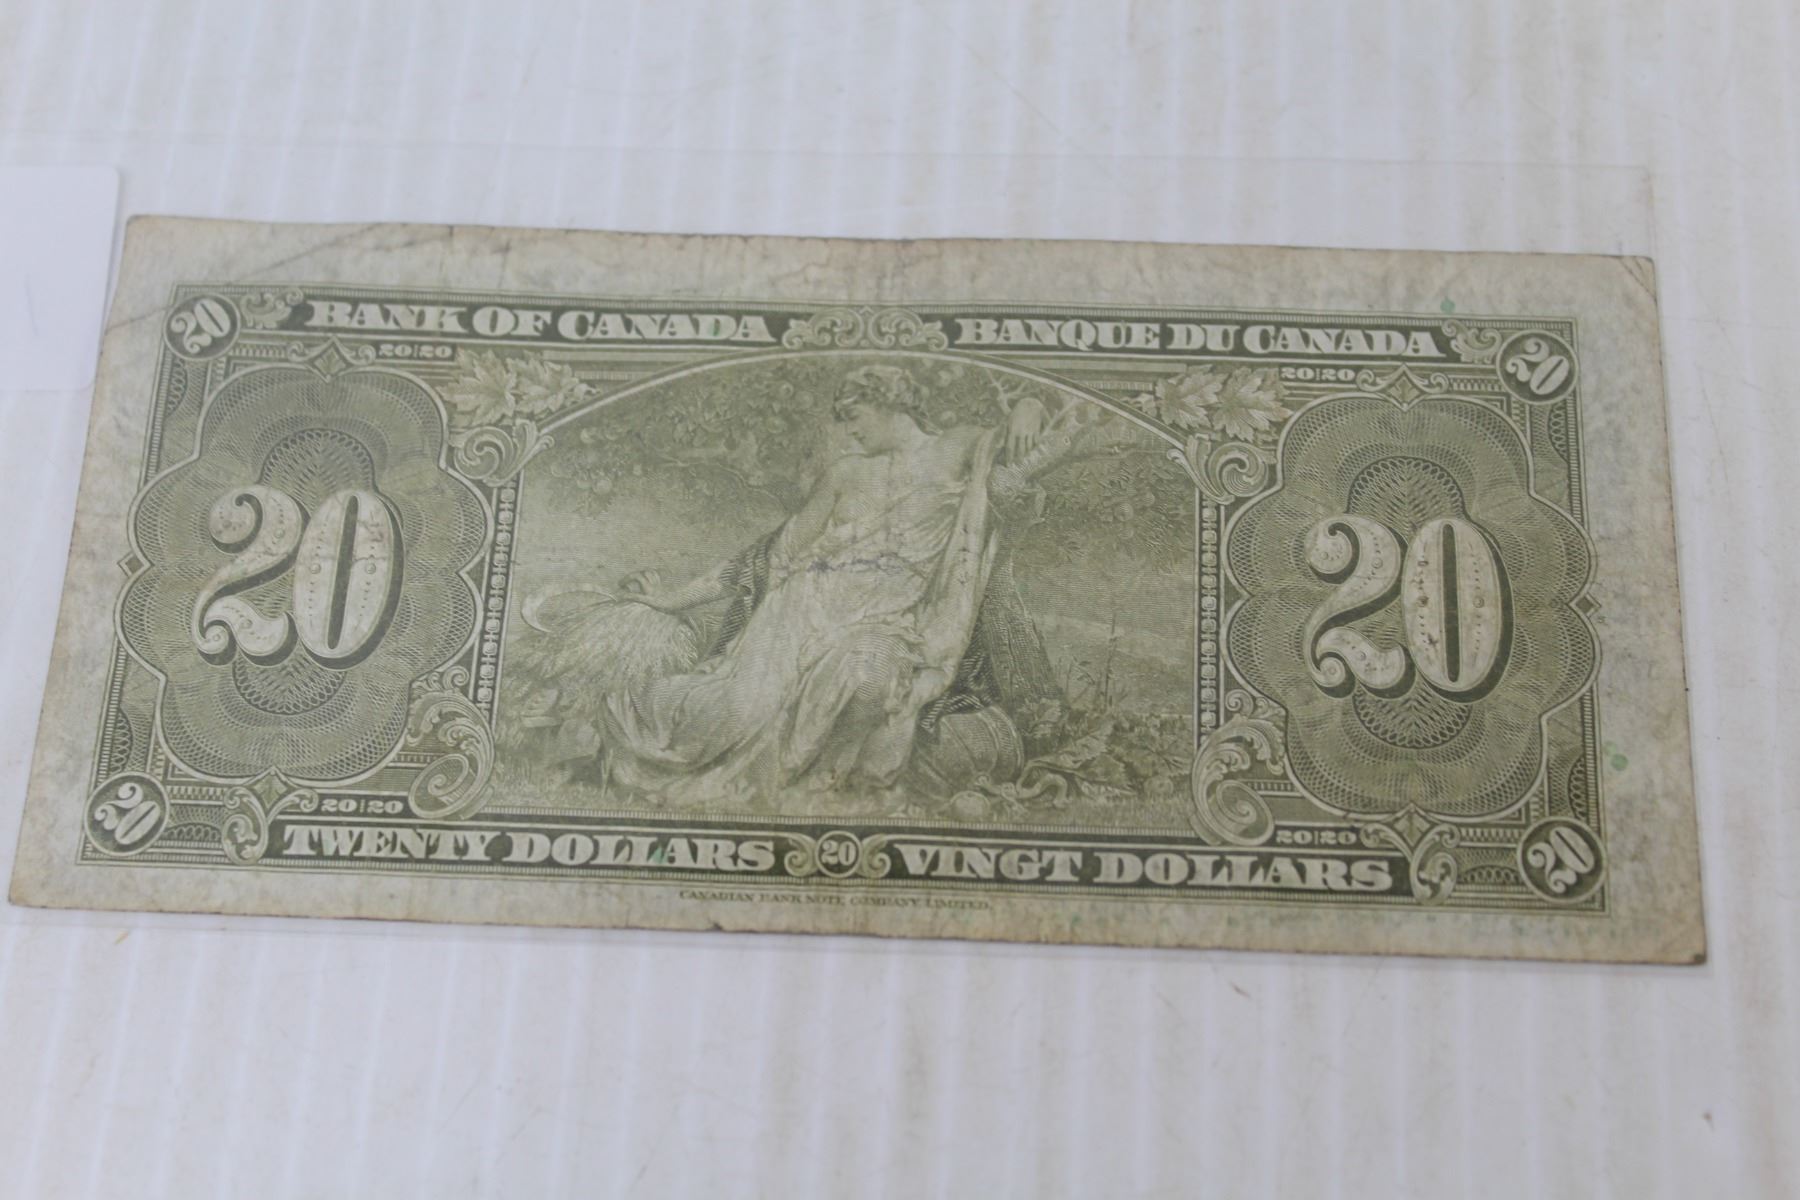 20 BANK OF CANADA BANQUE DU CANADA 20
20|20 20|20
20 20
20|20 20|20
20 TWENTY DOLLARS 20 VINGT DOLLARS 20
CANADIAN BANK NOTE COMPANY, LIMITED.